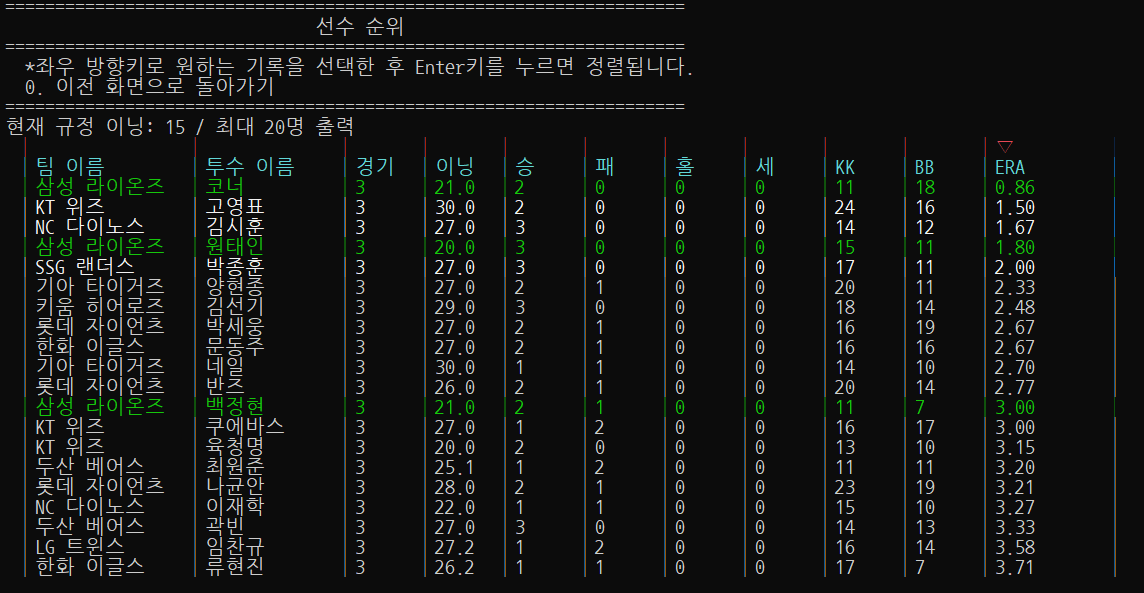 ====================================================================
선수 순위
====================================================================
*좌우 방향키로 원하는 기록을 선택한 후 Enter키를 누르면 정렬됩니다.
0. 이전 화면으로 돌아가기
====================================================================
현재 규정 이닝: 15 / 최대 20명 출력
▽
팀 이름 투수 이름 경기 이닝 승 패 홀 세 KK BB ERA
삼성 라이온즈 코너 3 21.0 2 0 0 0 11 18 0.86
KT 위즈 고영표 3 30.0 2 0 0 0 24 16 1.50
NC 다이노스 김시훈 3 27.0 3 0 0 0 14 12 1.67
삼성 라이온즈 원태인 3 20.0 3 0 0 0 15 11 1.80
SSG 랜더스 박종훈 3 27.0 3 0 0 0 17 11 2.00
기아 타이거즈 양현종 3 27.0 2 1 0 0 20 11 2.33
키움 히어로즈 김선기 3 29.0 3 0 0 0 18 14 2.48
롯데 자이언츠 박세웅 3 27.0 2 1 0 0 16 19 2.67
한화 이글스 문동주 3 27.0 2 1 0 0 16 16 2.67
기아 타이거즈 네일 3 30.0 1 1 0 0 14 10 2.70
롯데 자이언츠 반즈 3 26.0 2 1 0 0 20 14 2.77
삼성 라이온즈 백정현 3 21.0 2 1 0 0 11 7 3.00
KT 위즈 쿠에바스 3 27.0 1 2 0 0 16 17 3.00
KT 위즈 육청명 3 20.0 2 0 0 0 13 10 3.15
두산 베어스 최원준 3 25.1 1 2 0 0 11 11 3.20
롯데 자이언츠 나균안 3 28.0 2 1 0 0 23 19 3.21
NC 다이노스 이재학 3 22.0 1 1 0 0 15 10 3.27
두산 베어스 곽빈 3 27.0 3 0 0 0 14 13 3.33
LG 트윈스 임찬규 3 27.2 1 2 0 0 16 14 3.58
한화 이글스 류현진 3 26.2 1 1 0 0 17 7 3.71